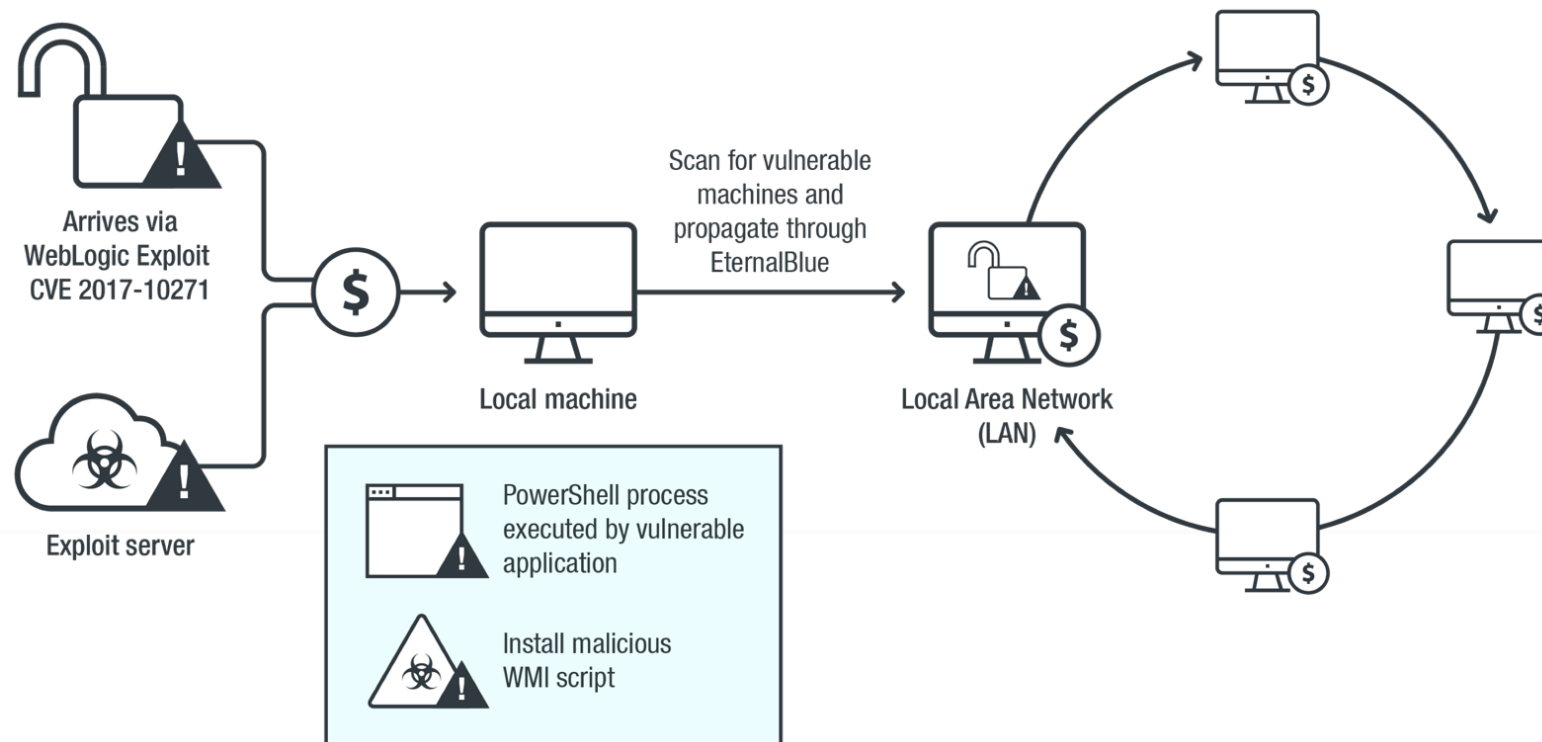 Arrives via
WebLogic Exploit
CVE 2017-10271
$
Exploit server
Local machine
Scan for vulnerable
machines and
propagate through
EternalBlue
$
Local Area Network
(LAN)
$
$
$
PowerShell process
executed by vulnerable
application
Install malicious
WMI script